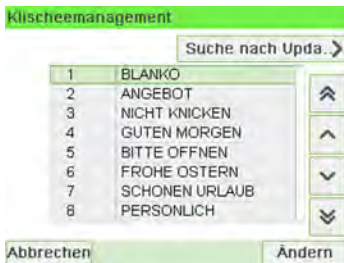 Klischeemanagement
Suche nach Upda..
1 BLANKO
2 ANGEBOT
3 NICHT KNICKEN
4 GUTEN MORGEN
5 BITTE OFFNEN
6 FROHE OSTERN
7 SCHONEN URLAUB
8 PERSONLICH
Abbrechen Ändern